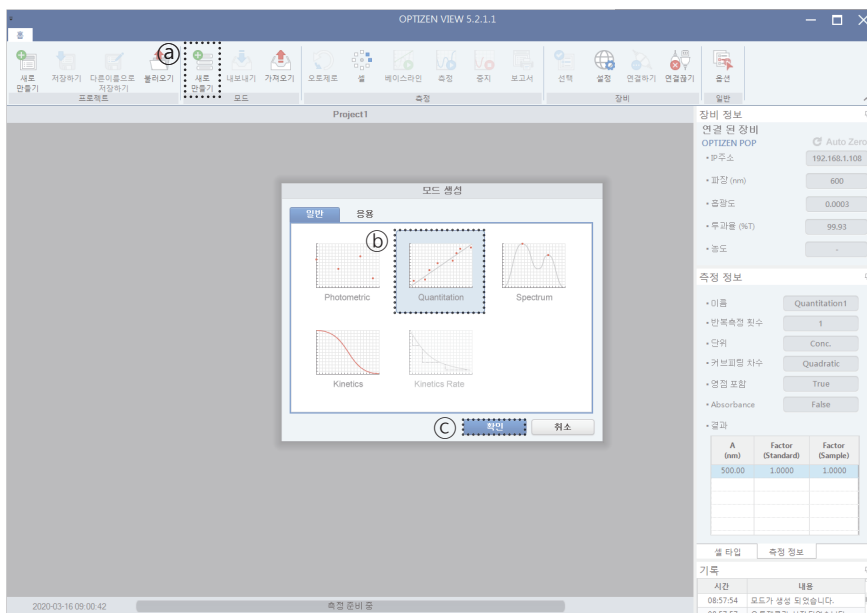 OPTIZEN VIEW 5.2.1.1
홈
ⓐ
새로 만들기
저장하기
다른이름으로 저장하기
불러오기
새로 만들기
내보내기
가져오기
오토제로
셀
베이스라인
측정
중지
보고서
선택
설정
연결하기
연결끊기
옵션
프로젝트
모드
측정
장비
일반
Project1
장비 정보
연결 된 장비
OPTIZEN POP
Auto Zero
• IP주소 192.168.1.108
• 파장 (nm) 600
• 흡광도 0.0003
• 투과율 (%T) 99.93
• 농도 -
모드 생성
일반 응용
ⓑ
Photometric Quantitation Spectrum
Kinetics Kinetics Rate
ⓒ 확인 취소
측정 정보
• 이름 Quantitation1
• 반복측정 횟수 1
• 단위 Conc.
• 커브피팅 차수 Quadratic
• 영점 포함 True
• Absorbance False
• 결과
A (nm) Factor (Standard) Factor (Sample)
500.00 1.0000 1.0000
셀 타입 측정 정보
기록
시간 내용
08:57:54 모드가 생성 되었습니다.
2020-03-16 09:00:42 측정 준비 중